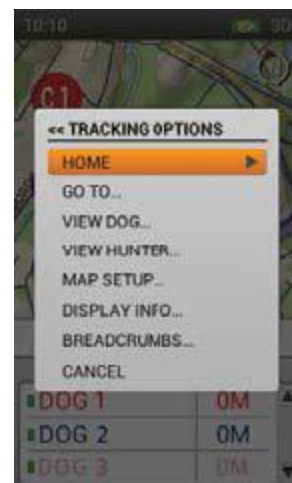 10:10 3D
C1
<< TRACKING OPTIONS
HOME
GO TO...
VIEW DOG...
VIEW HUNTER...
MAP SETUP...
DISPLAY INFO...
BREADCRUMBS...
CANCEL
DOG 1 0M
DOG 2 0M
DOG 3 0M